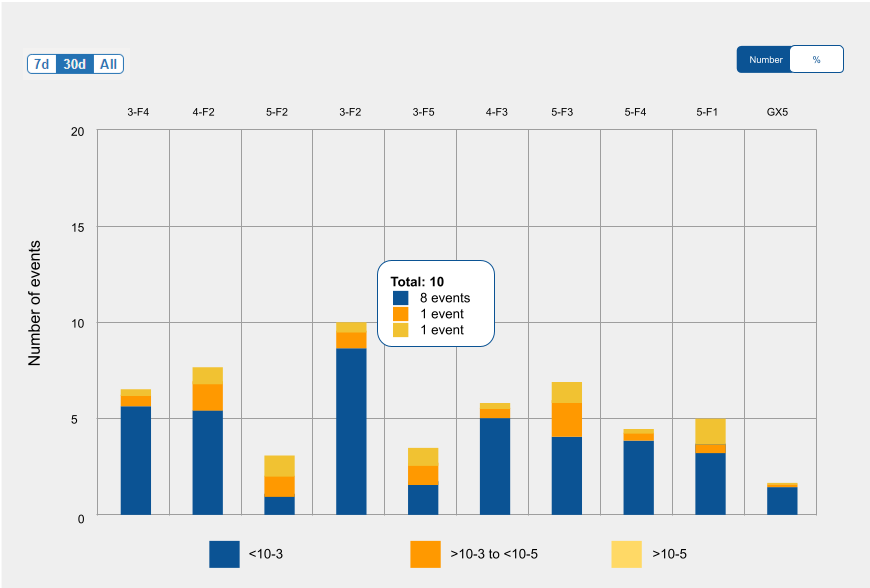 7d 30d All
Number %
3-F4 4-F2 5-F2 3-F2 3-F5 4-F3 5-F3 5-F4 5-F1 GX5
20
15
10
5
0
Number of events
Total: 10
8 events
1 event
1 event
<10-3 >10-3 to <10-5 >10-5